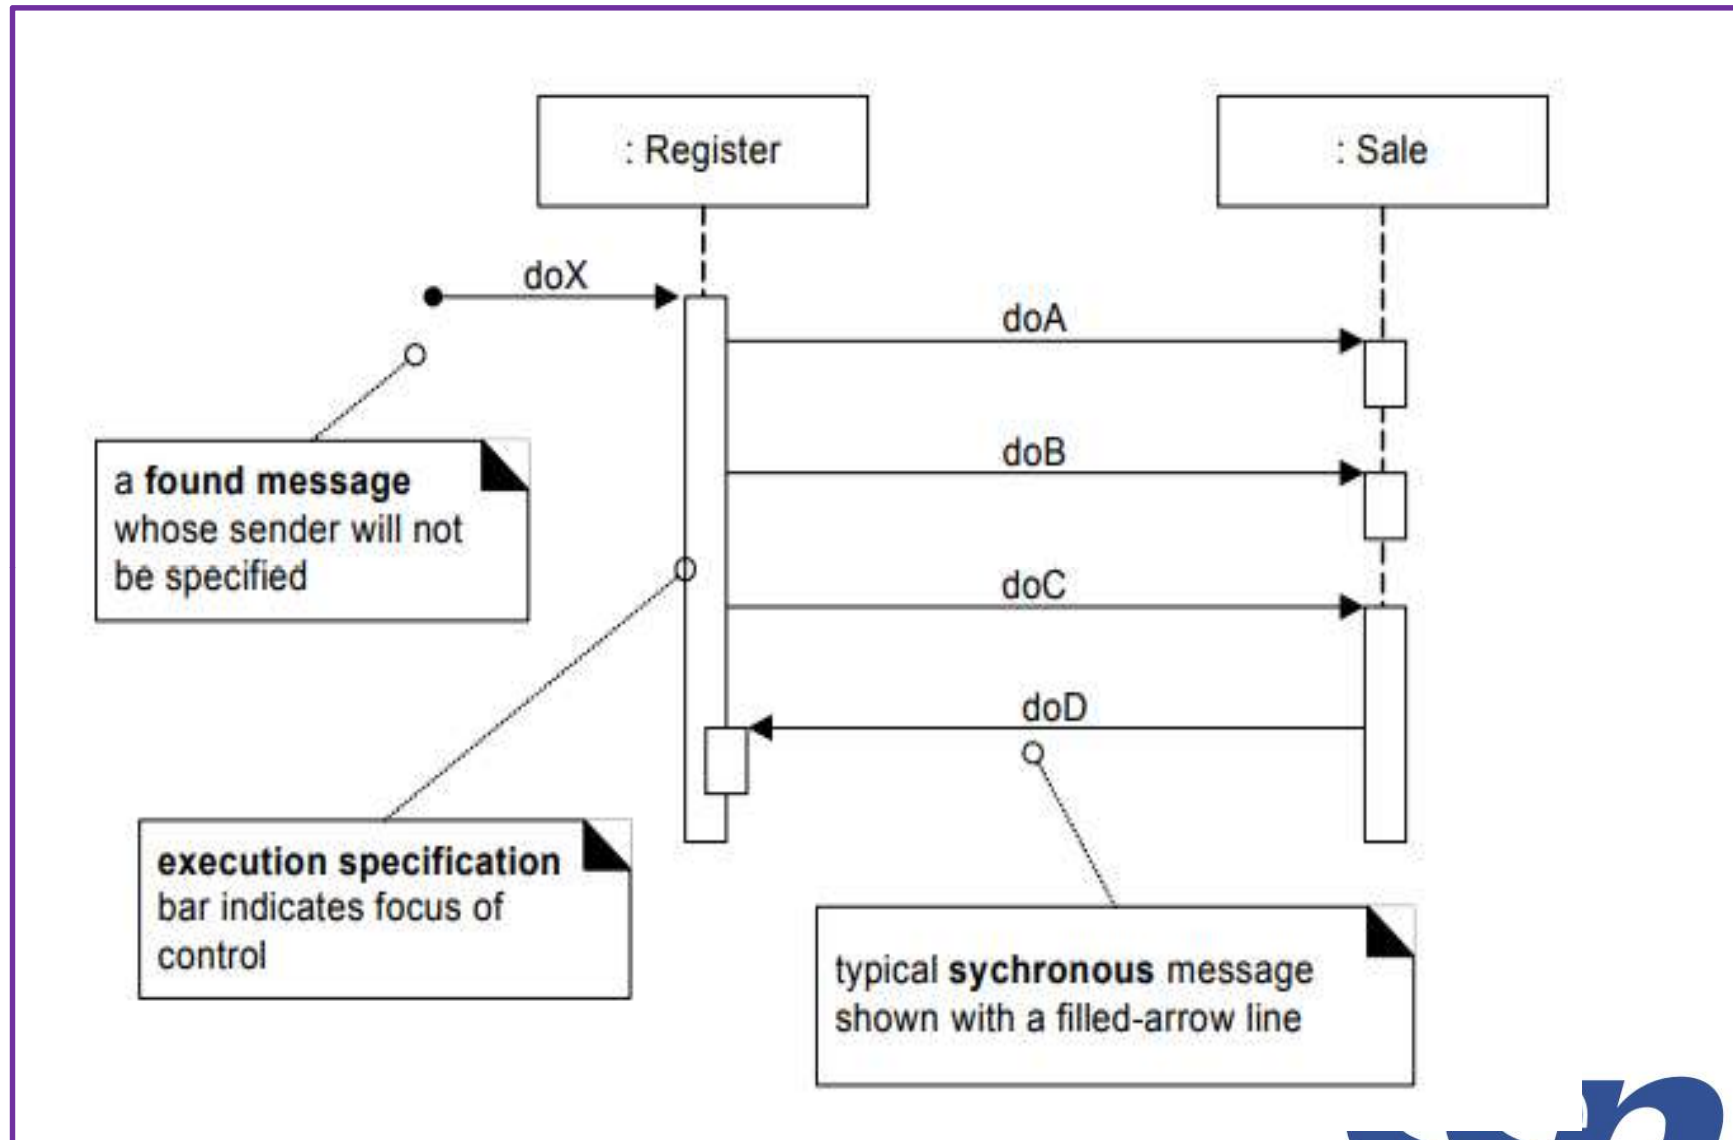 : Register
: Sale
doX
doA
doB
a found message
whose sender will not
be specified
doC
doD
execution specification
bar indicates focus of
control
typical sychronous message
shown with a filled-arrow line